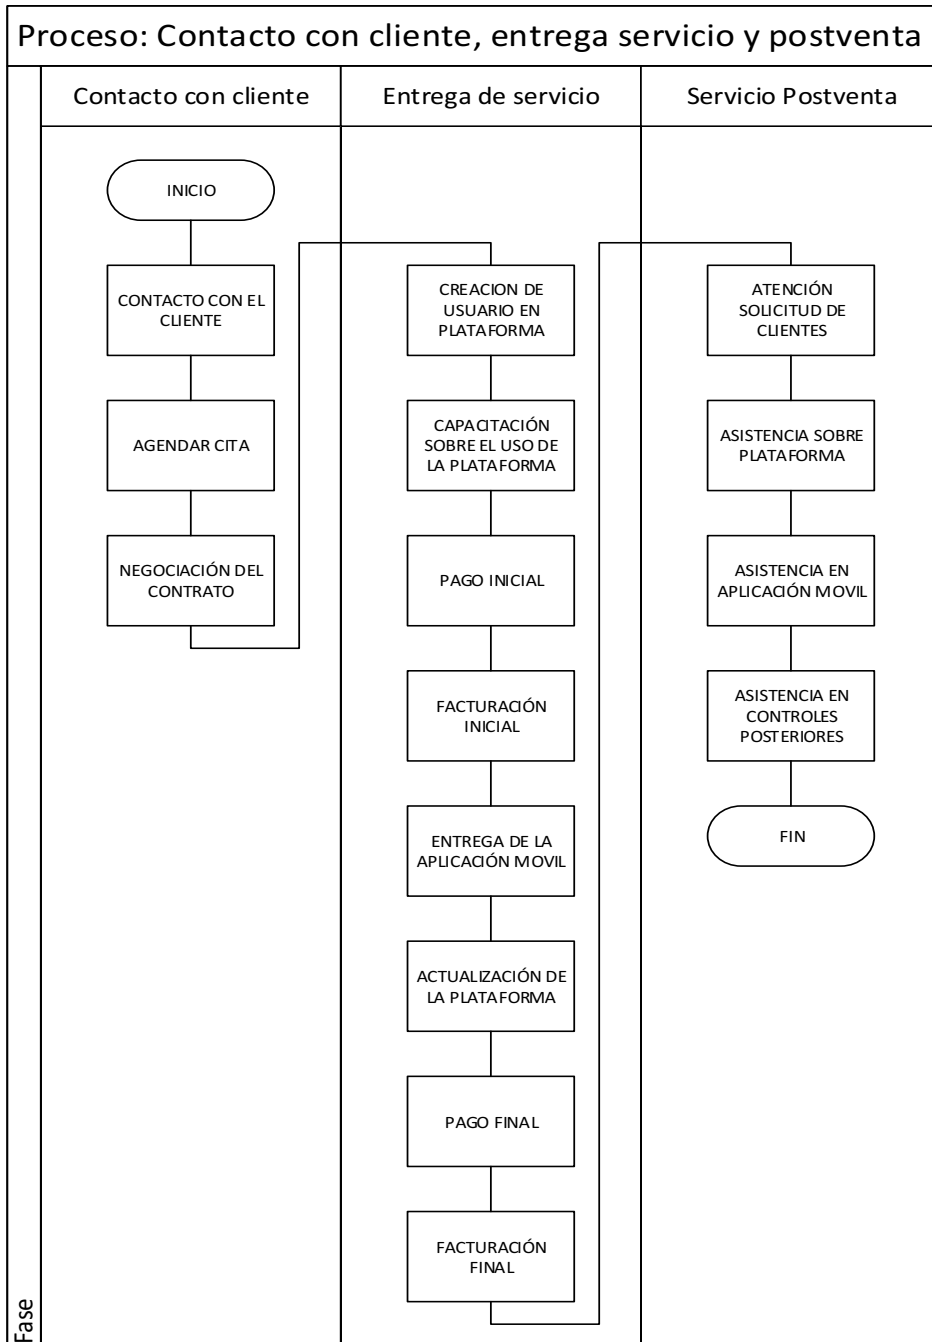 Proceso: Contacto con cliente, entrega servicio y postventa
Contacto con cliente
Entrega de servicio
Servicio Postventa
INICIO
CONTACTO CON EL
CLIENTE
AGENDAR CITA
NEGOCIACIÓN DEL
CONTRATO
CREACION DE
USUARIO EN
PLATAFORMA
CAPACITACIÓN
SOBRE EL USO DE
LA PLATAFORMA
PAGO INICIAL
FACTURACIÓN
INICIAL
ENTREGA DE LA
APLICACIÓN MOVIL
ACTUALIZACIÓN DE
LA PLATAFORMA
PAGO FINAL
FACTURACIÓN
FINAL
ATENCIÓN
SOLICITUD DE
CLIENTES
ASISTENCIA SOBRE
PLATAFORMA
ASISTENCIA EN
APLICACIÓN MOVIL
ASISTENCIA EN
CONTROLES
POSTERIORES
FIN
Fase